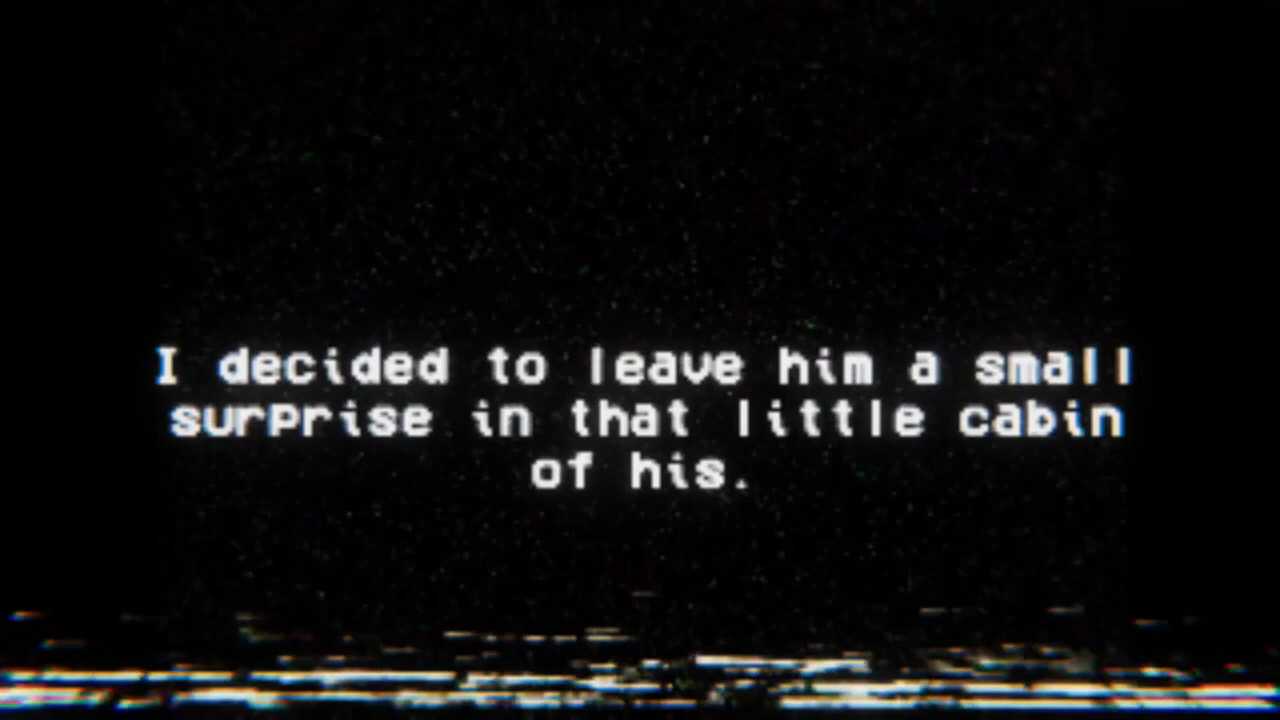 I decided to leave him a small
surprise in that little cabin
of his.